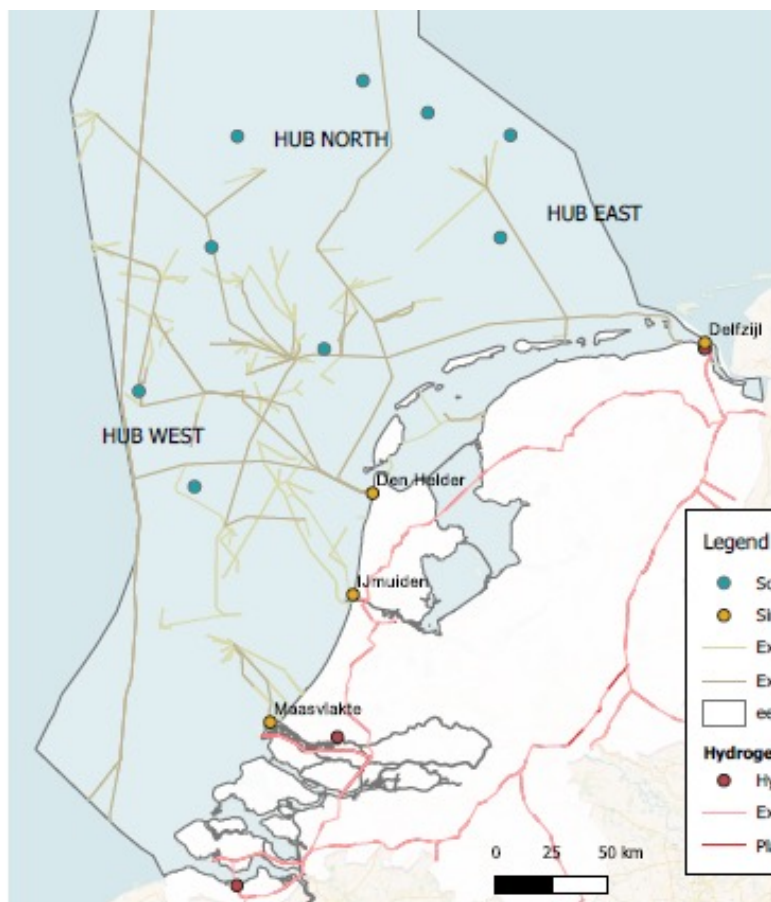 HUB NORTH
HUB EAST
Delfzijl
HUB WEST
Den Helder
IJmuiden
Maasvlakte
Legend
Hydroge
0 25 50 km